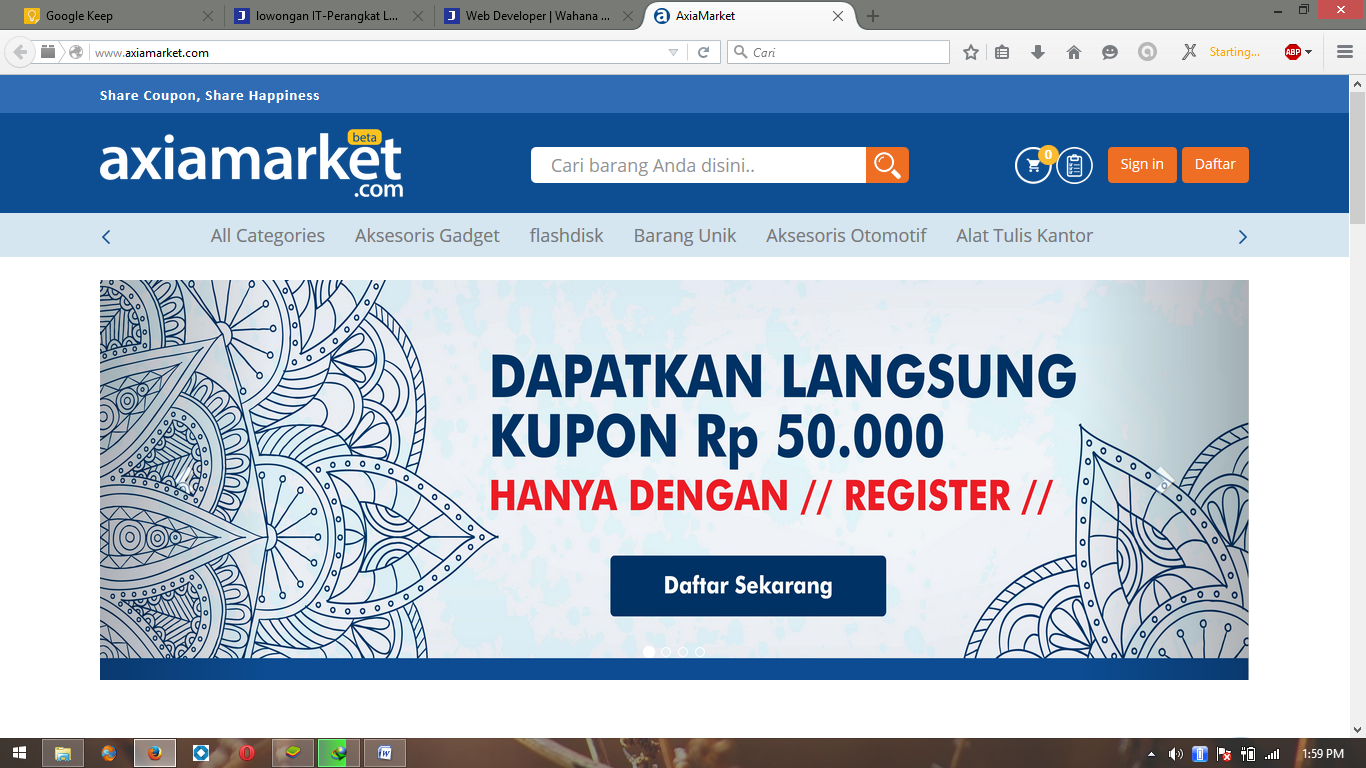 Google Keep
lowongan IT-Perangkat L...
Web Developer | Wahana ...
AxiaMarket
www.axiamarket.com
Cari
Starting...
ABP
Share Coupon, Share Happiness
beta
axiamarket
.com
Cari barang Anda disini..
0
Sign in
Daftar
All Categories
Aksesoris Gadget
flashdisk
Barang Unik
Aksesoris Otomotif
Alat Tulis Kantor
DAPATKAN LANGSUNG
KUPON Rp 50.000
HANYA DENGAN // REGISTER //
Daftar Sekarang
1:59 PM